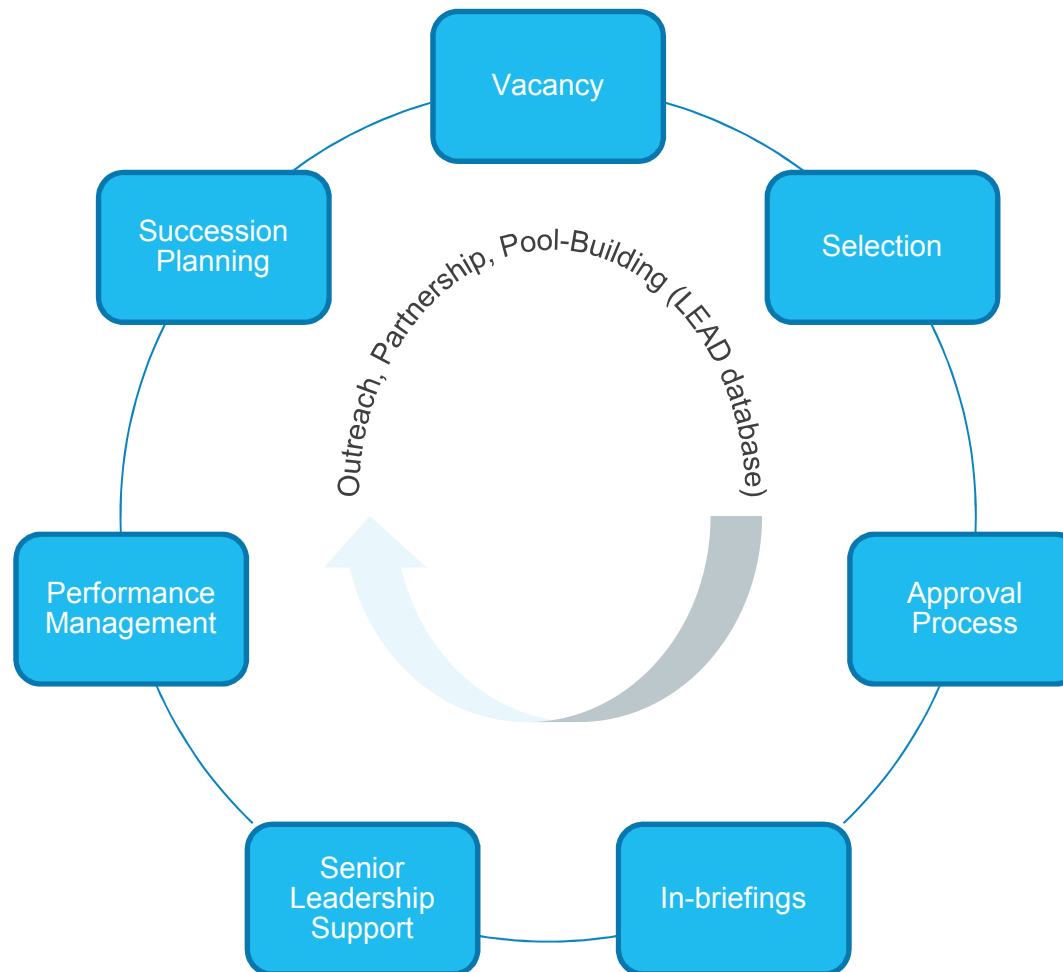 Vacancy
Selection
Approval
Process
In-briefings
Senior
Leadership
Support
Performance
Management
Succession
Planning
Outreach, Partnership, Pool-Building (LEAD database)